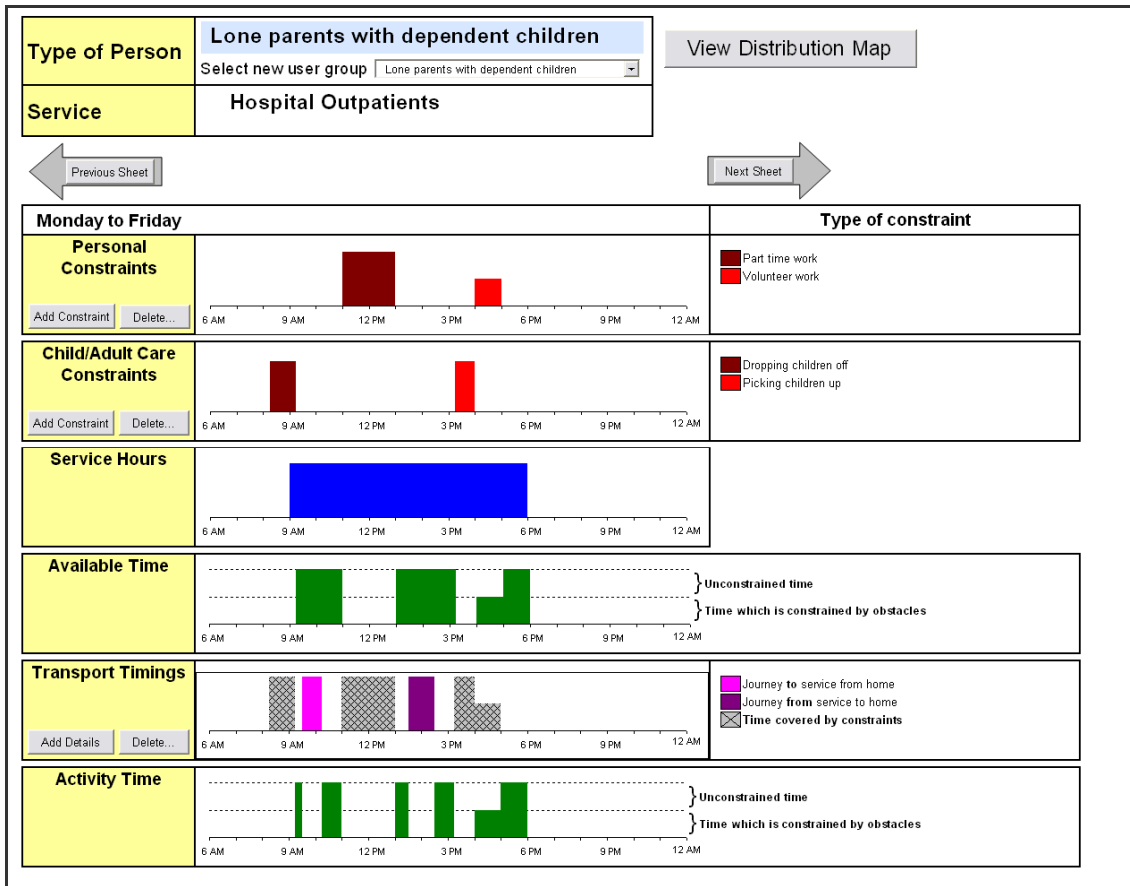 Type of Person
Lone parents with dependent children
Select new user group Lone parents with dependent children
View Distribution Map
Service
Hospital Outpatients
Previous Sheet
Next Sheet
Monday to Friday
Type of constraint
Personal
Constraints
Add Constraint Delete...
6 AM 9 AM 12 PM 3 PM 6 PM 9 PM 12 AM
Part time work
Volunteer work
Child/Adult Care
Constraints
Add Constraint Delete...
6 AM 9 AM 12 PM 3 PM 6 PM 9 PM 12 AM
Dropping children off
Picking children up
Service Hours
6 AM 9 AM 12 PM 3 PM 6 PM 9 PM 12 AM
Available Time
6 AM 9 AM 12 PM 3 PM 6 PM 9 PM 12 AM
Unconstrained time
Time which is constrained by obstacles
Transport Timings
Add Details Delete...
6 AM 9 AM 12 PM 3 PM 6 PM 9 PM 12 AM
Journey to service from home
Journey from service to home
Time covered by constraints
Activity Time
6 AM 9 AM 12 PM 3 PM 6 PM 9 PM 12 AM
Unconstrained time
Time which is constrained by obstacles